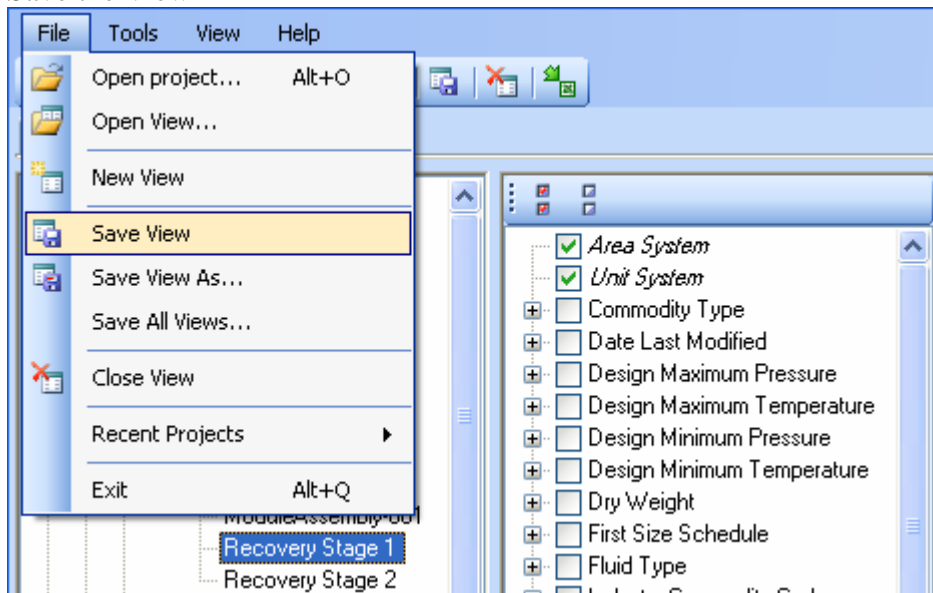 File Tools View Help
Open project... Alt+O
Open View...
New View
Save View
Save View As...
Save All Views...
Close View
Recent Projects
Exit Alt+Q
Recovery Stage 1
Recovery Stage 2
Area System
Unit System
Commodity Type
Date Last Modified
Design Maximum Pressure
Design Maximum Temperature
Design Minimum Pressure
Design Minimum Temperature
Dry Weight
First Size Schedule
Fluid Type